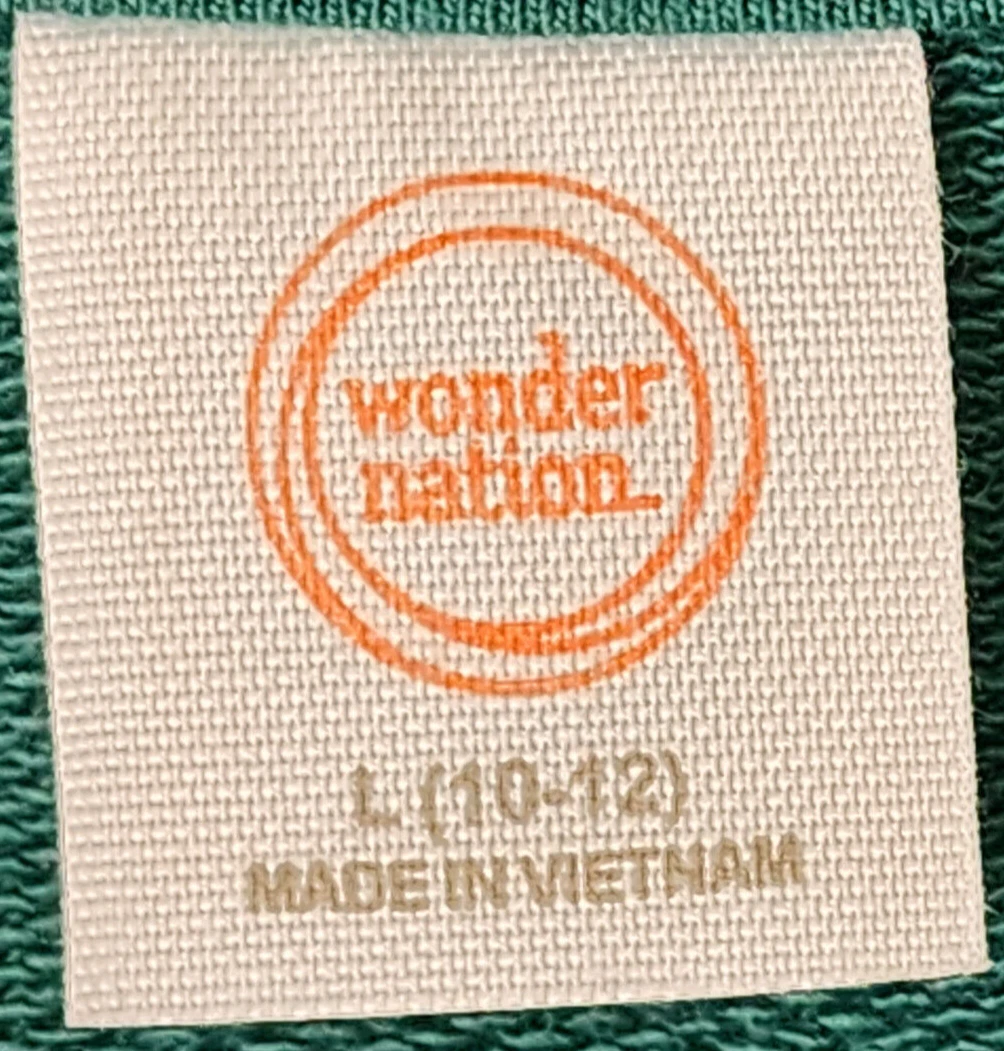 wonder
nation.
L (10-12)
MADE IN VIETNAM